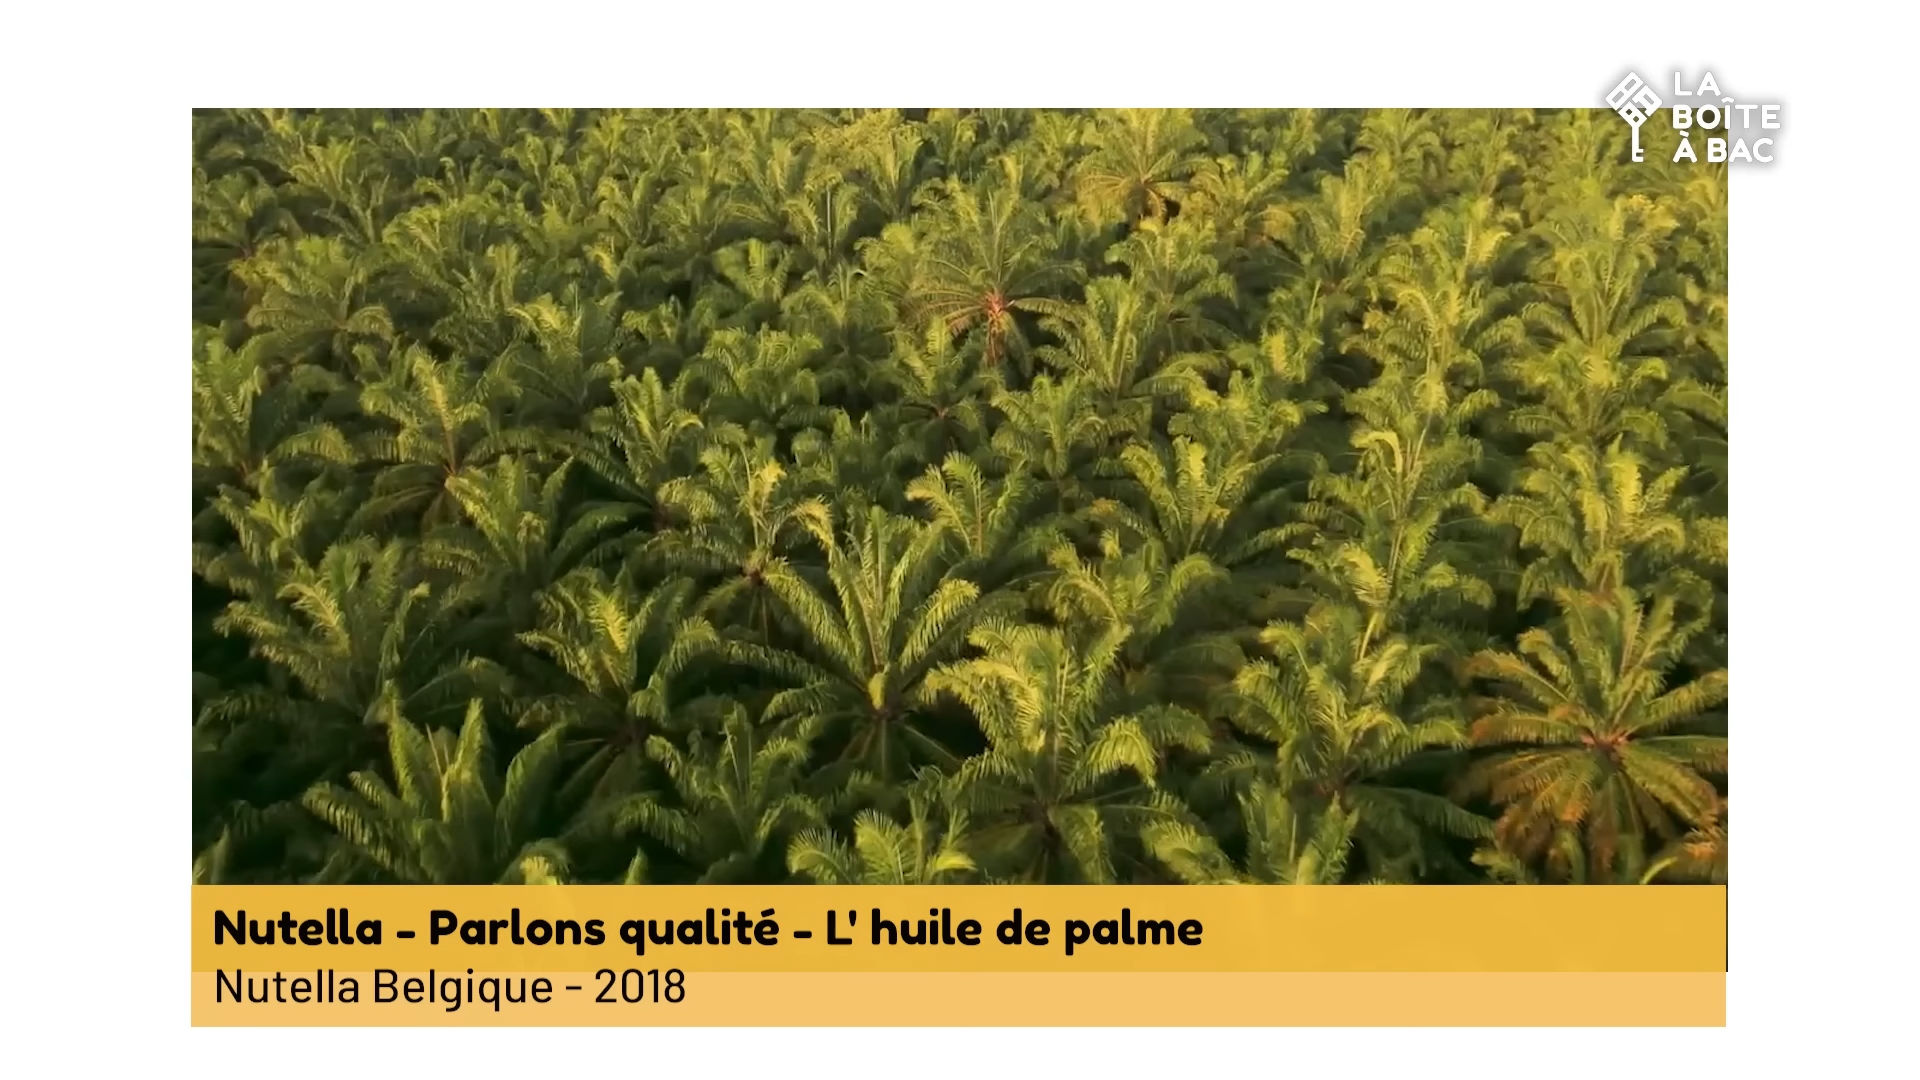 LA
BOÎTE
À BAC
Nutella - Parlons qualité - L' huile de palme
Nutella Belgique - 2018